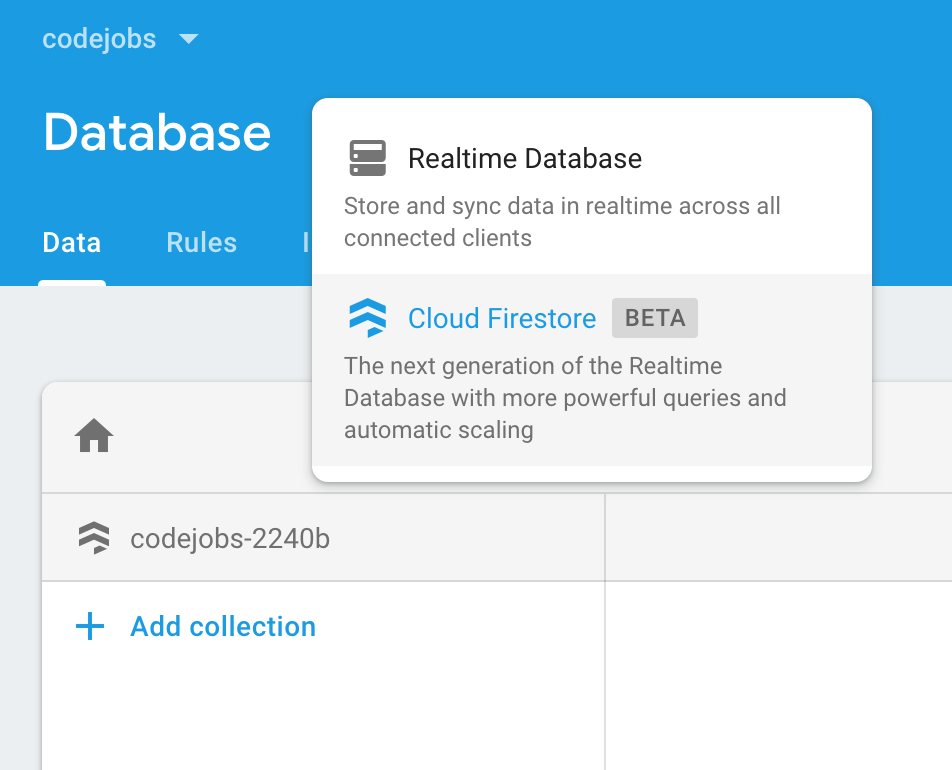 codejobs
Database
Data
Rules
Realtime Database
Store and sync data in realtime across all
connected clients
Cloud Firestore BETA
The next generation of the Realtime
Database with more powerful queries and
automatic scaling
codejobs-2240b
Add collection